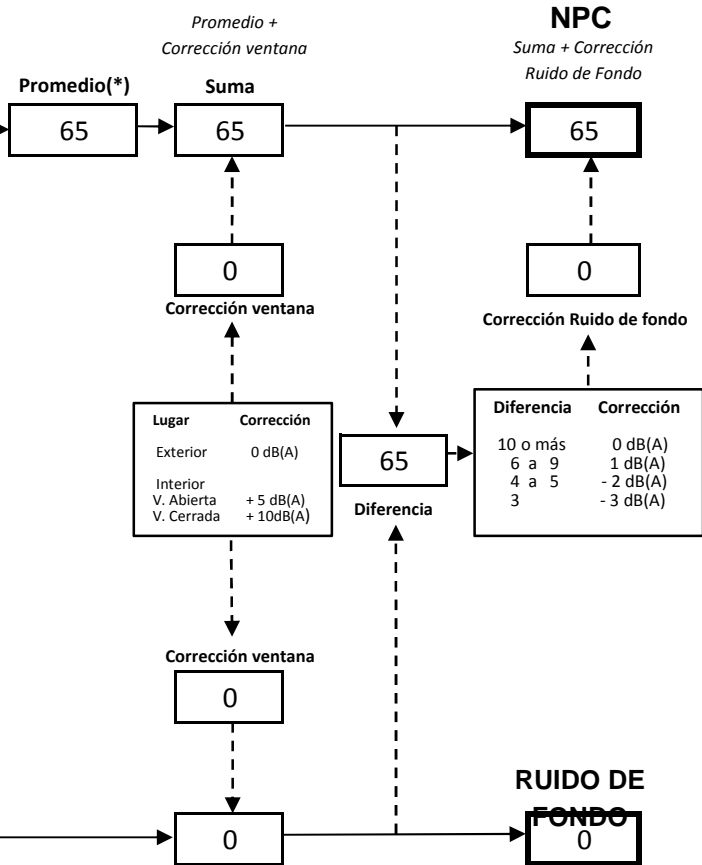 Promedio +
Corrección ventana
NPC
Suma + Corrección
Ruido de Fondo
Promedio(*)
Suma
65
65
65
0
0
Corrección ventana
Corrección Ruido de fondo
Lugar Corrección
Exterior 0 dB(A)
Interior
V. Abierta + 5 dB(A)
V. Cerrada + 10dB(A)
65
Diferencia
Diferencia Corrección
10 o más 0 dB(A)
6 a 9 1 dB(A)
4 a 5 - 2 dB(A)
3 - 3 dB(A)
Corrección ventana
0
RUIDO DE
FONDO
0
0